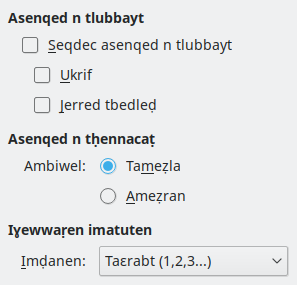 Asenqed n tlubbayt
Seqdec asenqed n tlubbayt
Ukrif
Jerred tbedleḍ
Asenqed n tḥennacaṭ
Ambiwel: Tameẓla
Ameẓran
Iɣewwaṛen imatuten
Imḍanen: Taɛrabt (1,2,3...)